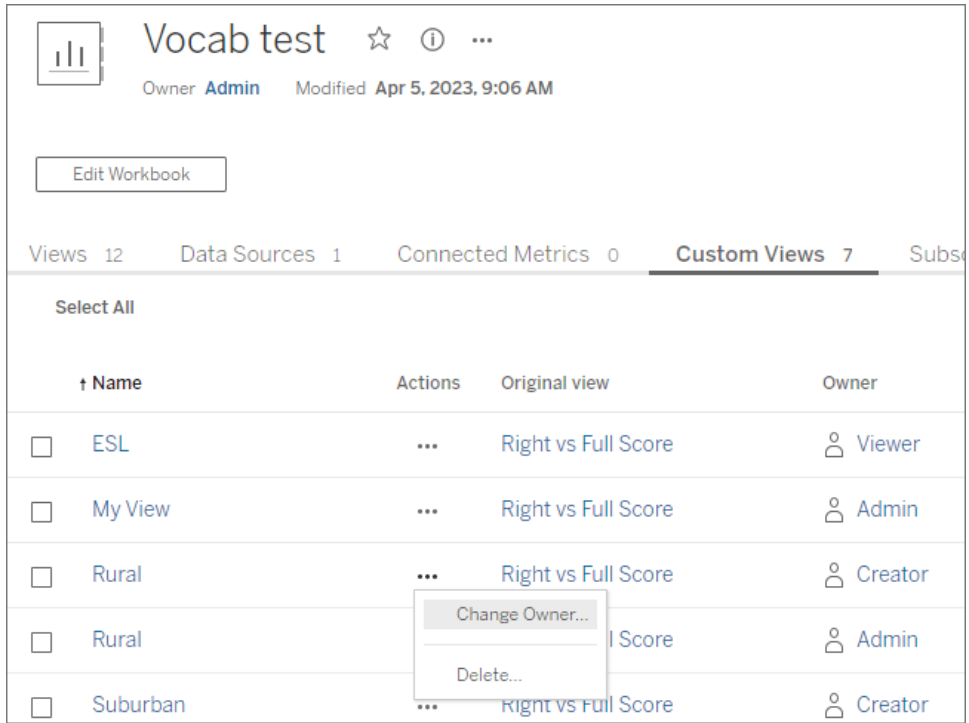 Vocab test
Owner Admin Modified Apr 5, 2023, 9:06 AM
Edit Workbook
Views 12 Data Sources 1 Connected Metrics 0 Custom Views 7 Subsc
Select All
↑ Name Actions Original view Owner
ESL ••• Right vs Full Score Viewer
My View ••• Right vs Full Score Admin
Rural ••• Right vs Full Score Creator
Change Owner...
Rural l Score Admin
Delete...
Suburban ••• Right vs Full Score Creator